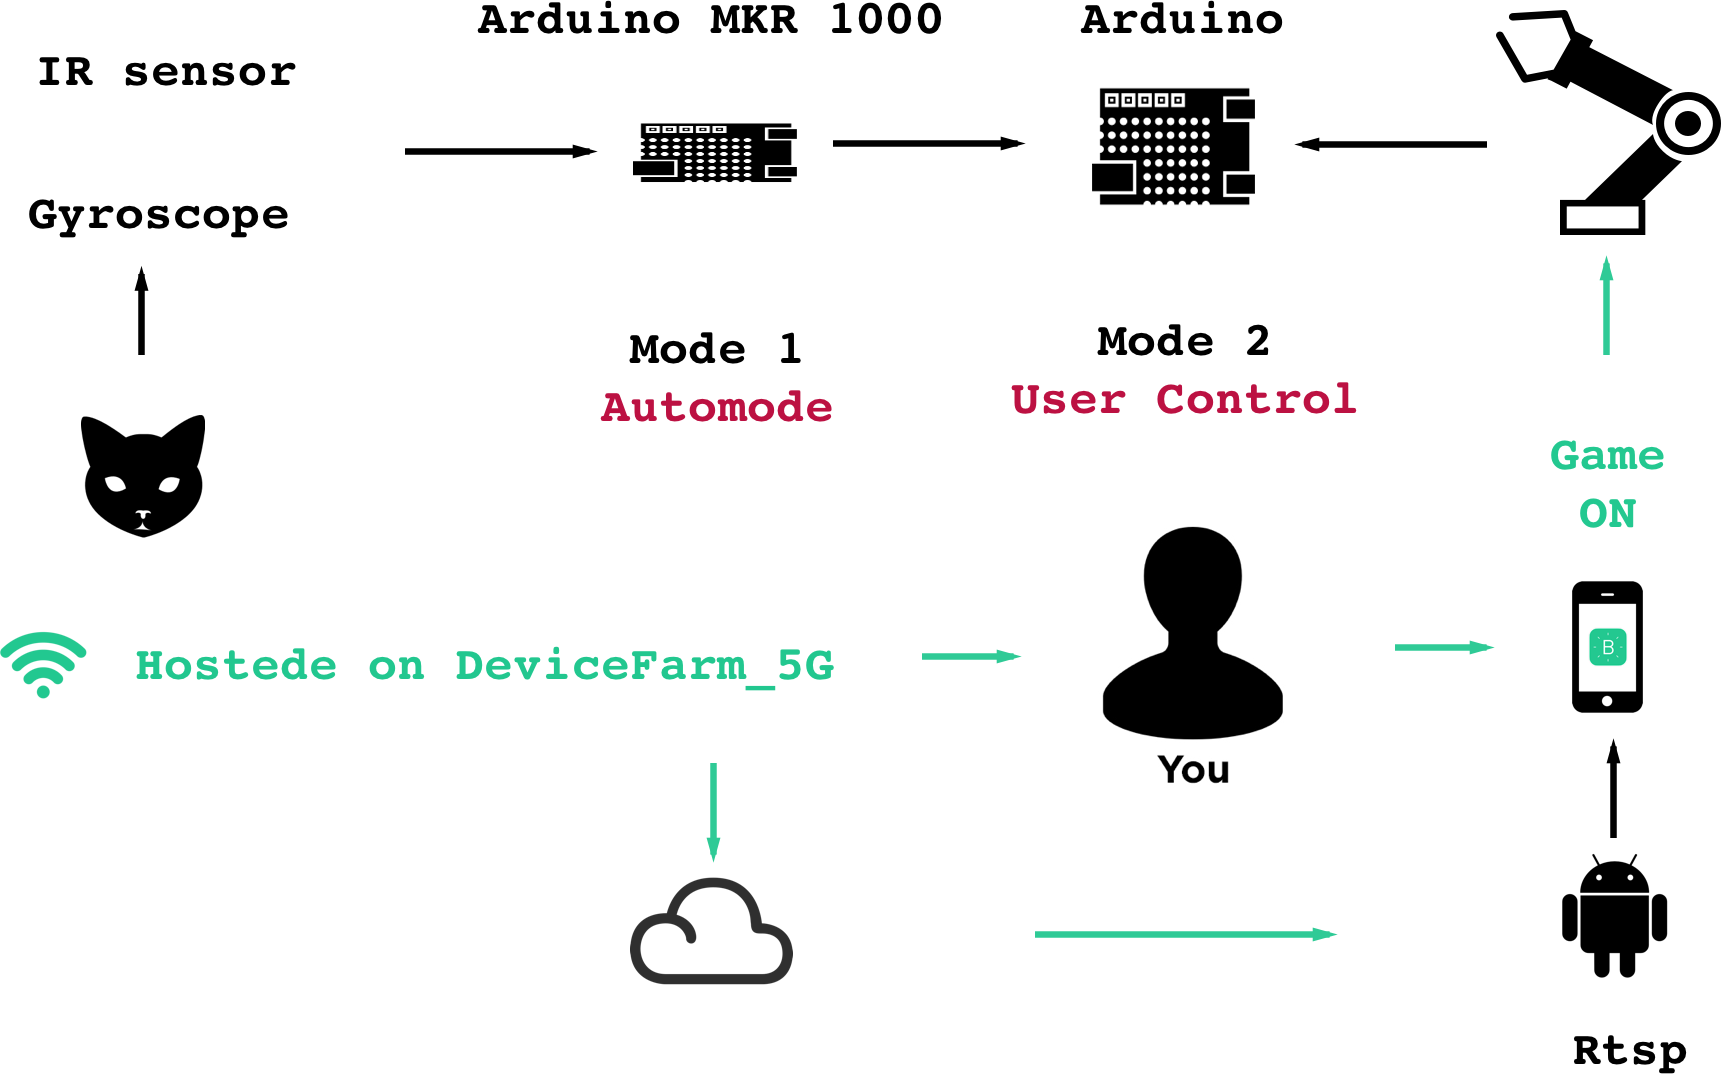 Arduino MKR 1000
Arduino
IR sensor
Gyroscope
Mode 1
Automode
Mode 2
User Control
Game
ON
Hostede on DeviceFarm_5G
B
You
Rtsp